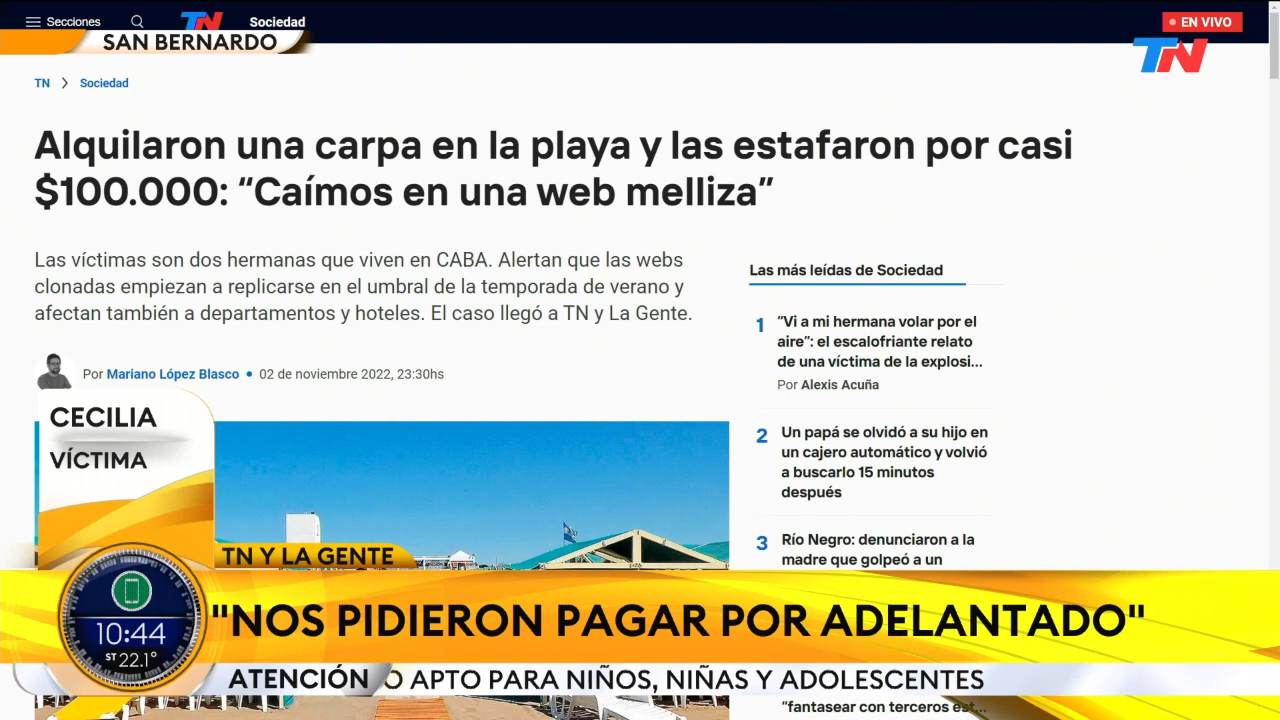 Secciones
TN
Sociedad
EN VIVO
SAN BERNARDO
TN
TN
Sociedad
Alquilaron una carpa en la playa y las estafaron por casi
$100.000: “Caímos en una web melliza”
Las víctimas son dos hermanas que viven en CABA. Alertan que las webs
clonadas empiezan a replicarse en el umbral de la temporada de verano y
afectan también a departamentos y hoteles. El caso llegó a TN y La Gente.
Por Mariano López Blasco • 02 de noviembre 2022, 23:30hs
Las más leídas de Sociedad
1
“Vi a mi hermana volar por el
aire”: el escalofriante relato
de una víctima de la explosi...
Por Alexis Acuña
2
Un papá se olvidó a su hijo en
un cajero automático y volvió
a buscarlo 15 minutos
después
3
Río Negro: denunciaron a la
madre que golpeó a un
CECILIA
VÍCTIMA
TN Y LA GENTE
"NOS PIDIERON PAGAR POR ADELANTADO"
10:44
ST 22.1°
ATENCIÓN
O APTO PARA NIÑOS, NIÑAS Y ADOLESCENTES
“fantasear con terceros est...